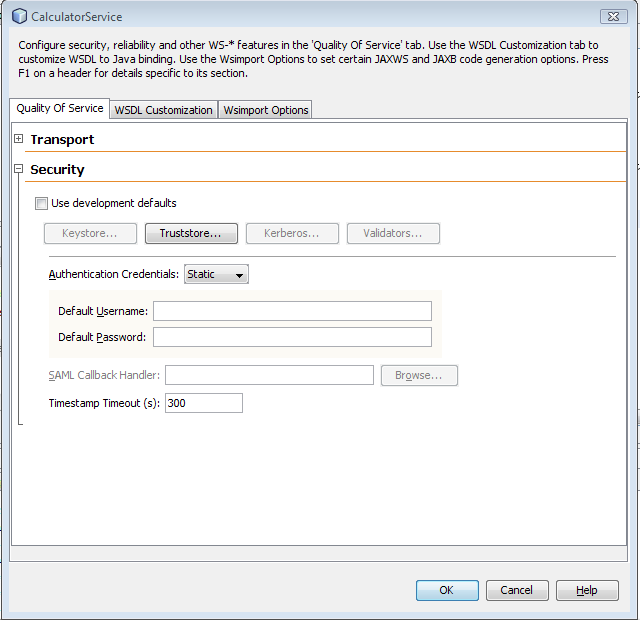 CalculatorService
Configure security, reliability and other WS-* features in the 'Quality Of Service' tab. Use the WSDL Customization tab to
customize WSDL to Java binding. Use the Wsimport Options to set certain JAXWS and JAXB code generation options. Press
F1 on a header for details specific to its section.
Quality Of Service WSDL Customization Wsimport Options
Transport
Security
Use development defaults
Keystore... Truststore... Kerberos... Validators...
Authentication Credentials: Static
Default Username:
Default Password:
SAML Callback Handler: Browse...
Timestamp Timeout (s): 300
OK Cancel Help